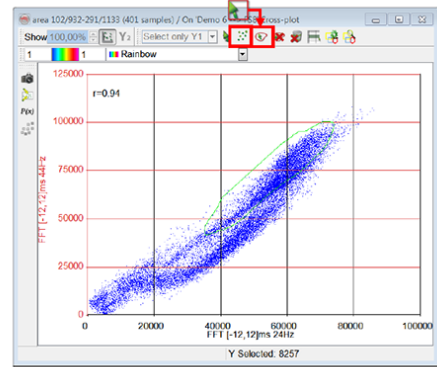 area 102/932-291/1133 (401 samples) / On 'Demo 6 cross-plot
Show 100,00% Y₂ Select only Y1
1 1 Rainbow
125000
r=0.94
100000
P(x)
75000
FFT [-12,12]ms 44Hz
50000
25000
0
0 20000 40000 60000 80000 100000
FFT [-12,12]ms 24Hz
Y Selected: 8257